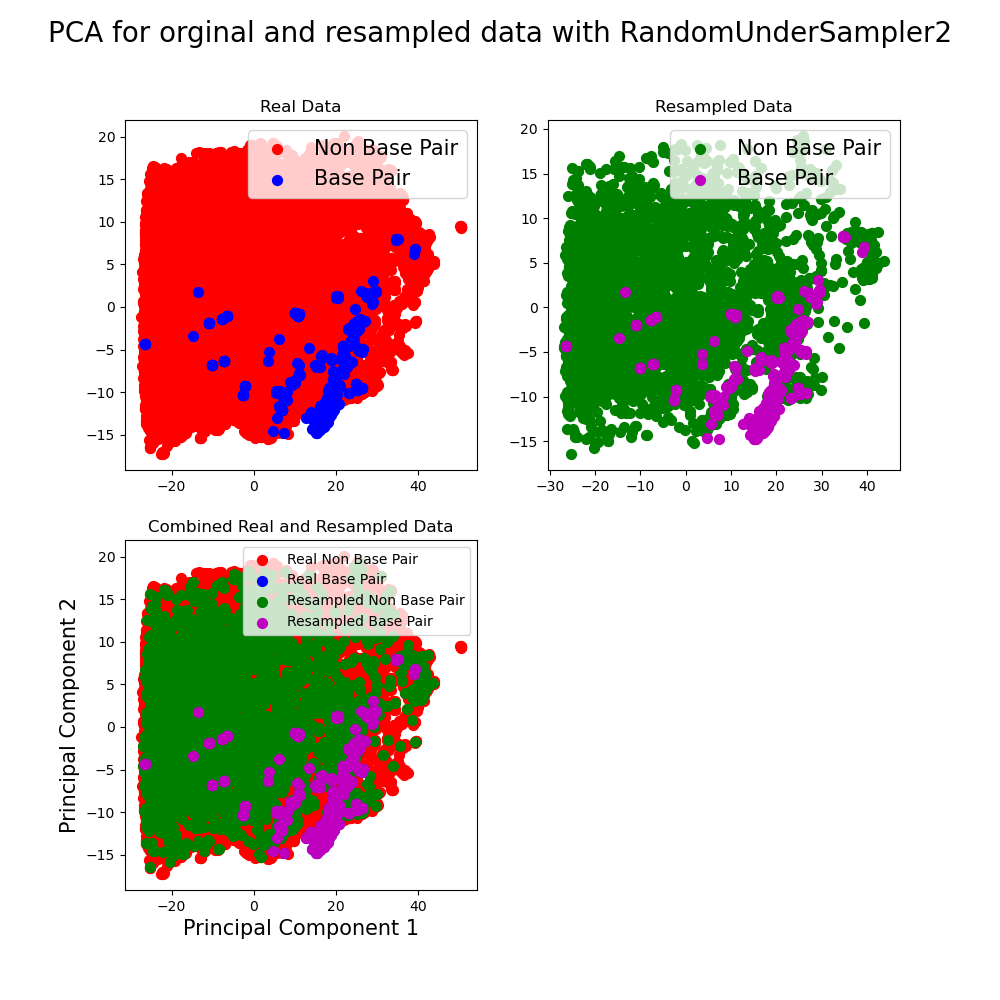 PCA for orginal and resampled data with RandomUnderSampler2
Real Data
Non Base Pair
Base Pair
20
15
10
5
0
−5
−10
−15
−20
0
20
40
Resampled Data
Non Base Pair
Base Pair
20
15
10
5
0
−5
−10
−15
−30
−20
−10
0
10
20
30
40
Combined Real and Resampled Data
Real Non Base Pair
Real Base Pair
Resampled Non Base Pair
Resampled Base Pair
Principal Component 2
20
15
10
5
0
−5
−10
−15
−20
0
20
40
Principal Component 1